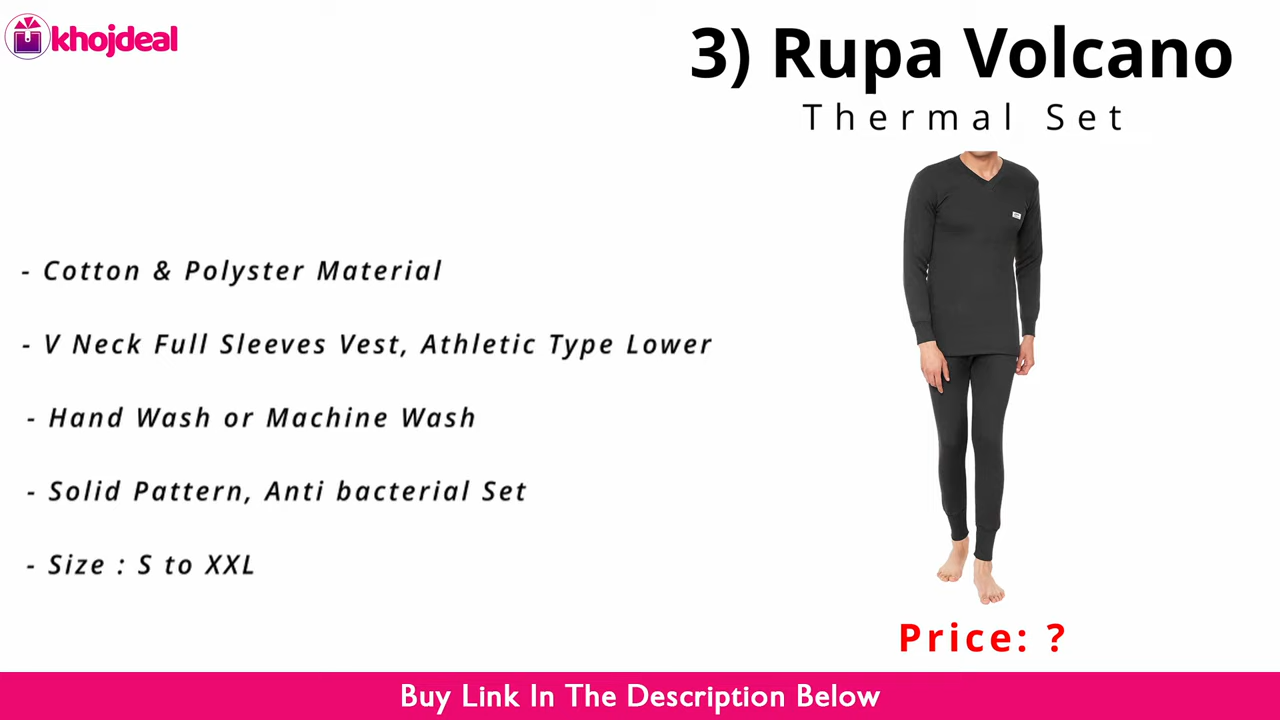 khojdeal
3) Rupa Volcano
Thermal Set
- Cotton & Polyster Material
- V Neck Full Sleeves Vest, Athletic Type Lower
- Hand Wash or Machine Wash
- Solid Pattern, Anti bacterial Set
- Size : S to XXL
Price: ?
Buy Link In The Description Below